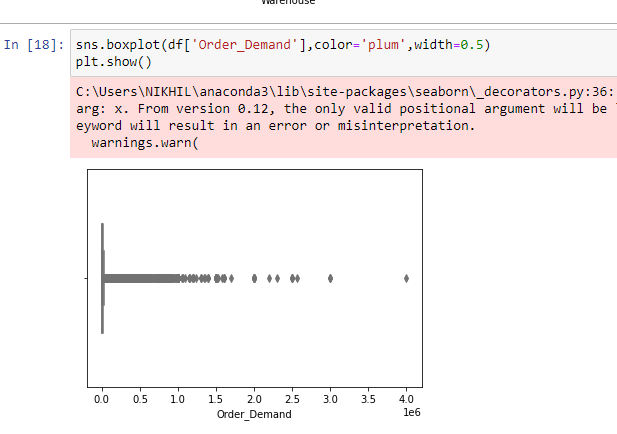 Warehouse
In [18]: sns.boxplot(df['Order_Demand'],color='plum',width=0.5)
plt.show()
C:\Users\NIKHIL\anaconda3\lib\site-packages\seaborn\_decorators.py:36:
arg: x. From version 0.12, the only valid positional argument will be
eyword will result in an error or misinterpretation.
warnings.warn(
0.0 0.5 1.0 1.5 2.0 2.5 3.0 3.5 4.0
Order_Demand 1e6